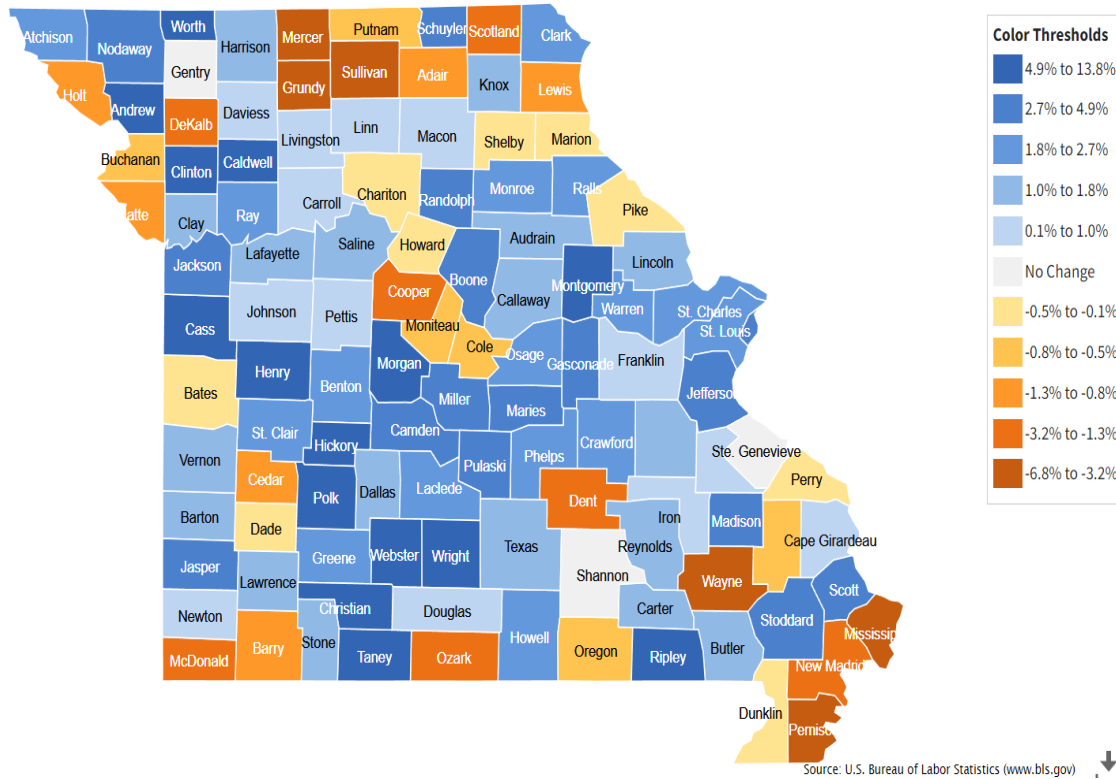 Atchison
Nodaway
Worth
Harrison
Mercer
Putnam
Schuyler
Scotland
Clark
Gentry
Holt
Andrew
DeKalb
Daviess
Grundy
Sullivan
Adair
Knox
Lewis
Buchanan
Clinton
Caldwell
Livingston
Linn
Macon
Shelby
Marion
latte
Clay
Ray
Carroll
Chariton
Randolph
Monroe
Ralls
Pike
Jackson
Lafayette
Saline
Howard
Boone
Audrain
Callaway
Montgomery
Lincoln
Warren
St. Charles
St. Louis
Cass
Johnson
Pettis
Cooper
Moniteau
Cole
Osage
Gasconade
Franklin
Jefferso
Bates
Henry
Benton
Morgan
Miller
Maries
Camden
St. Clair
Hickory
Vernon
Cedar
Polk
Dallas
Laclede
Pulaski
Phelps
Crawford
Ste. Genevieve
Perry
Dent
Iron
Madison
Cape Girardeau
Barton
Dade
Greene
Webster
Wright
Texas
Reynolds
Shannon
Wayne
Jasper
Lawrence
Christian
Douglas
Carter
Scott
Stoddard
Mississip
Newton
McDonald
Barry
Stone
Taney
Ozark
Howell
Oregon
Ripley
Butler
New Madrid
Dunklin
Pemisc
Color Thresholds
4.9% to 13.8%
2.7% to 4.9%
1.8% to 2.7%
1.0% to 1.8%
0.1% to 1.0%
No Change
-0.5% to -0.1%
-0.8% to -0.5%
-1.3% to -0.8%
-3.2% to -1.3%
-6.8% to -3.2%
Source: U.S. Bureau of Labor Statistics (www.bls.gov)